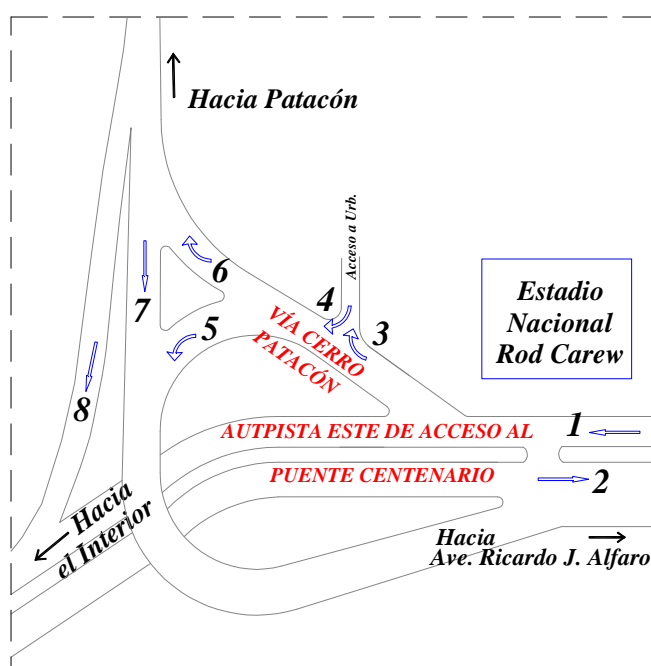 Hacia Patacón
Acceso a Urb.
6
4
3
7
5
VÍA CERRO
PATACÓN
Estadio
Nacional
Rod Carew
8
AUTPISTA ESTE DE ACCESO AL
1
PUENTE CENTENARIO
2
Hacia
el Interior
Hacia
Ave. Ricardo J. Alfaro